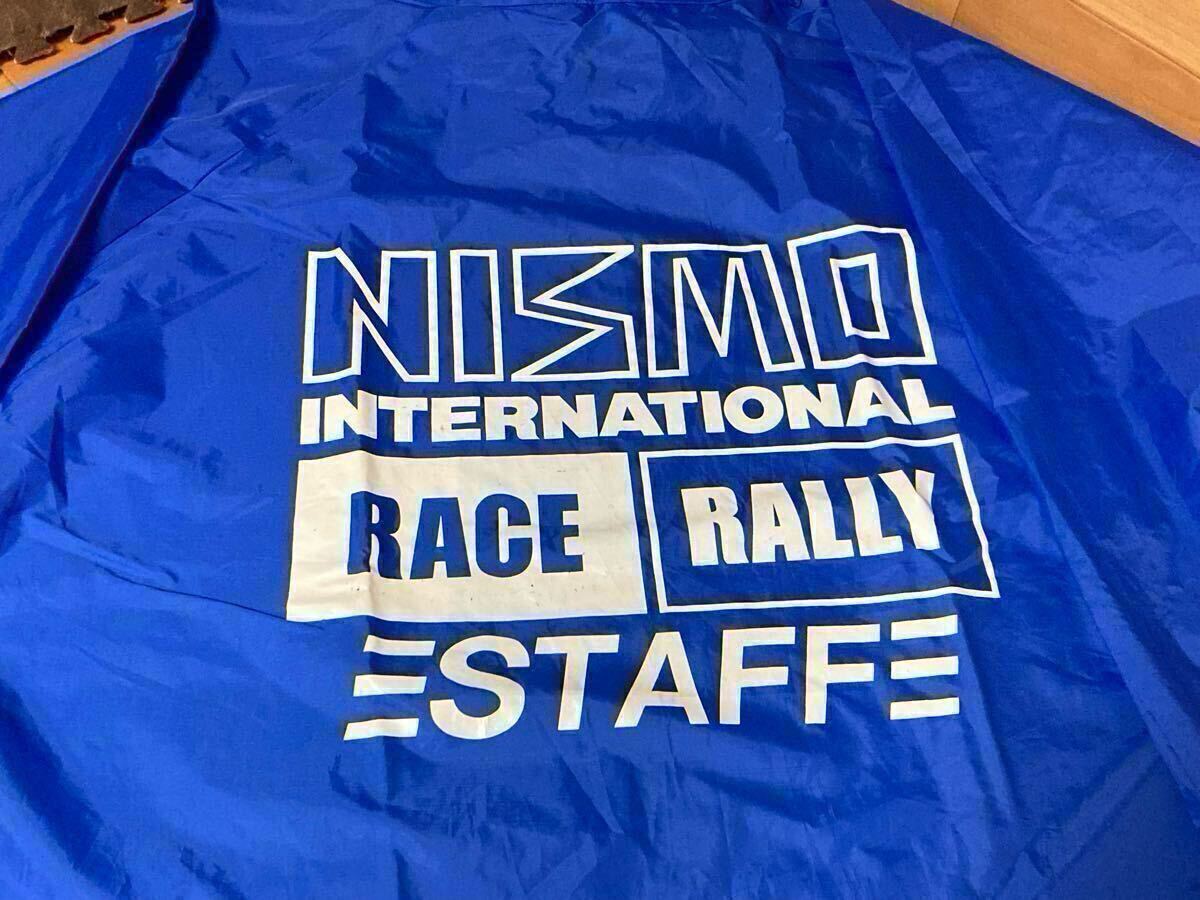 NISMO
INTERNATIONAL
RACE RALLY
STAFF